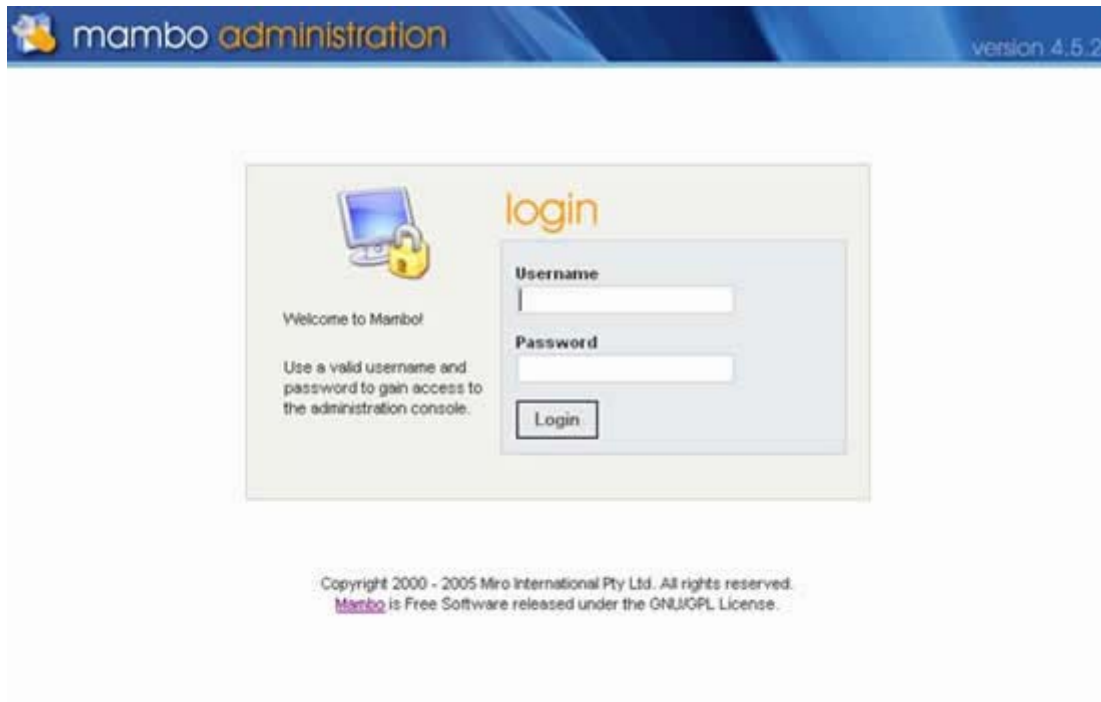 mambo administration
version 4.5.2
login
Username
Welcome to Mambo!
Password
Use a valid username and
password to gain access to
the administration console.
Login
Copyright 2000 - 2005 Miro International Pty Ltd. All rights reserved.
Mambo is Free Software released under the GNU/GPL License.